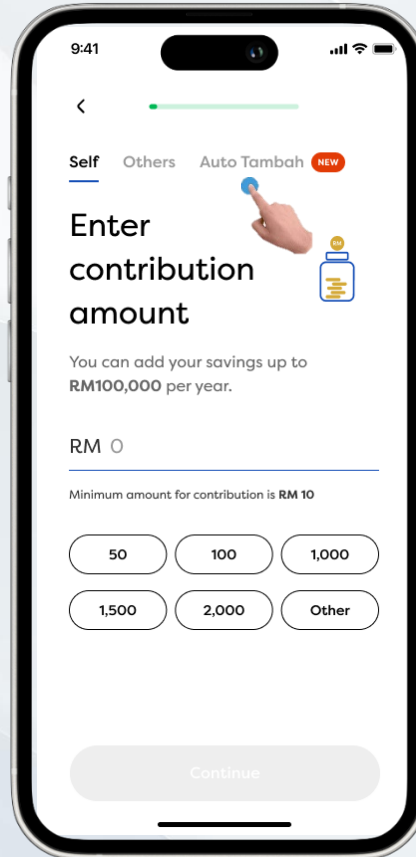 9:41
Self Others Auto Tambah NEW
Enter
contribution
amount
RM
You can add your savings up to
RM100,000 per year.
RM 0
Minimum amount for contribution is RM 10
50 100 1,000
1,500 2,000 Other
Continue